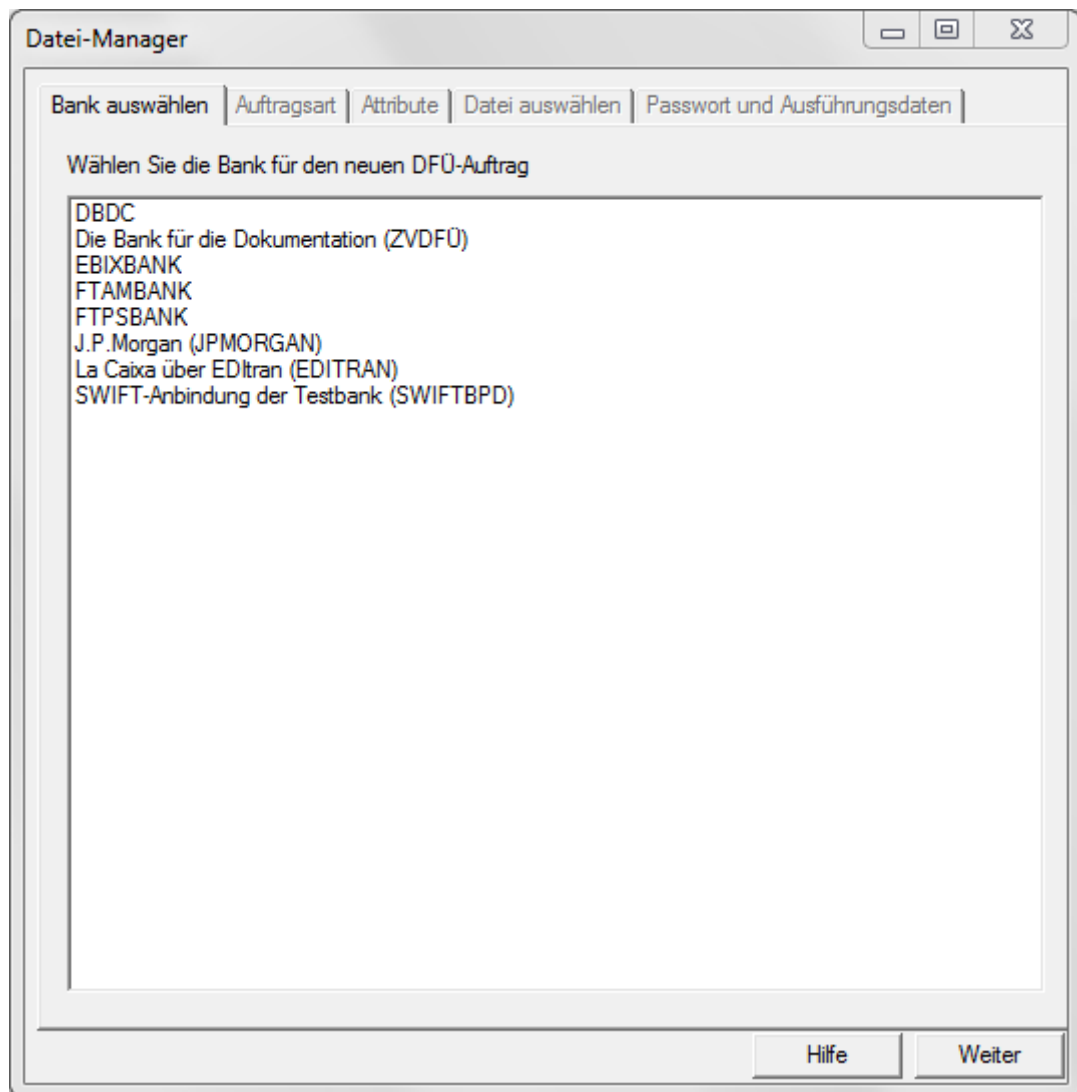 Datei-Manager
Bank auswählen Auftragsart Attribute Datei auswählen Passwort und Ausführungsdaten
Wählen Sie die Bank für den neuen DFÜ-Auftrag
DBDC
Die Bank für die Dokumentation (ZVDFÜ)
EBIXBANK
FTAMBANK
FTPSBANK
J.P.Morgan (JPMORGAN)
La Caixa über EDItran (EDITRAN)
SWIFT-Anbindung der Testbank (SWIFTBPD)
Hilfe Weiter